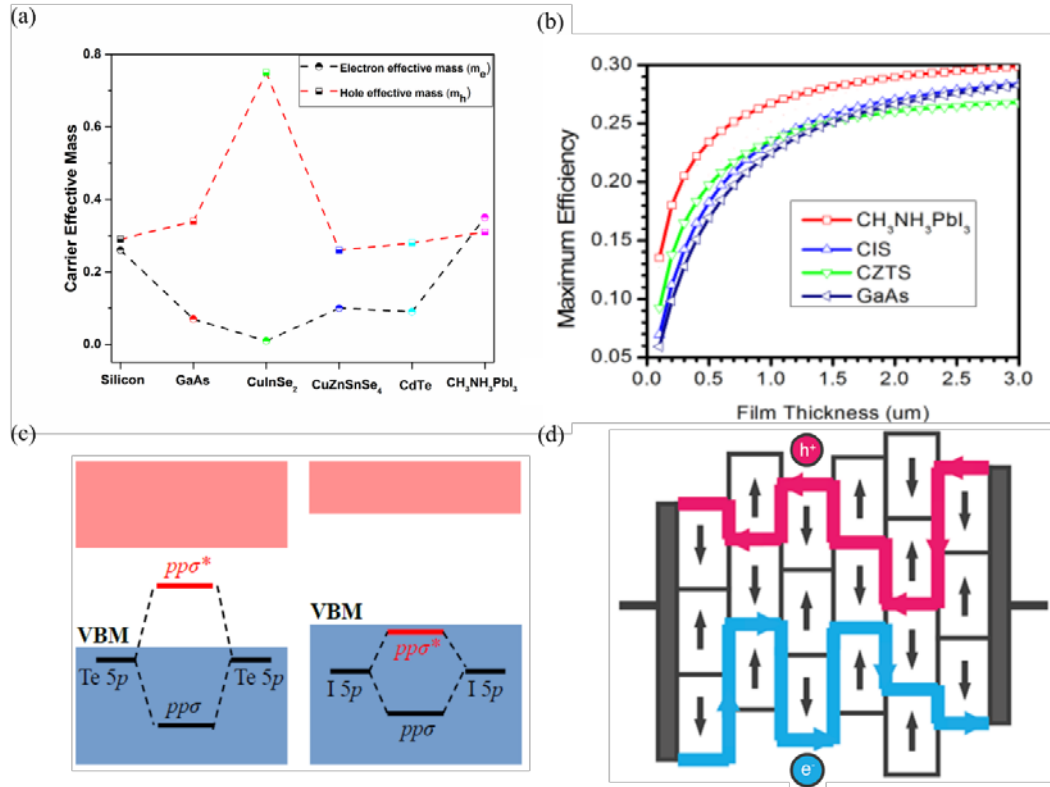 (a)
0.8
0.6
0.4
0.2
0.0
Carrier Effective Mass
Electron effective mass (mₑ)
Hole effective mass (m_h)
Silicon
GaAs
CuInSe₂
CuZnSnSe₄
CdTe
CH₃NH₃PbI₃
(b)
0.30
0.25
0.20
0.15
0.10
0.05
Maximum Efficiency
CH₃NH₃PbI₃
CIS
CZTS
GaAs
0.0 0.5 1.0 1.5 2.0 2.5 3.0
Film Thickness (um)
(c)
ppσ*
VBM
Te 5p
Te 5p
ppσ
VBM
ppσ*
I 5p
I 5p
ppσ
(d)
h⁺
e⁻